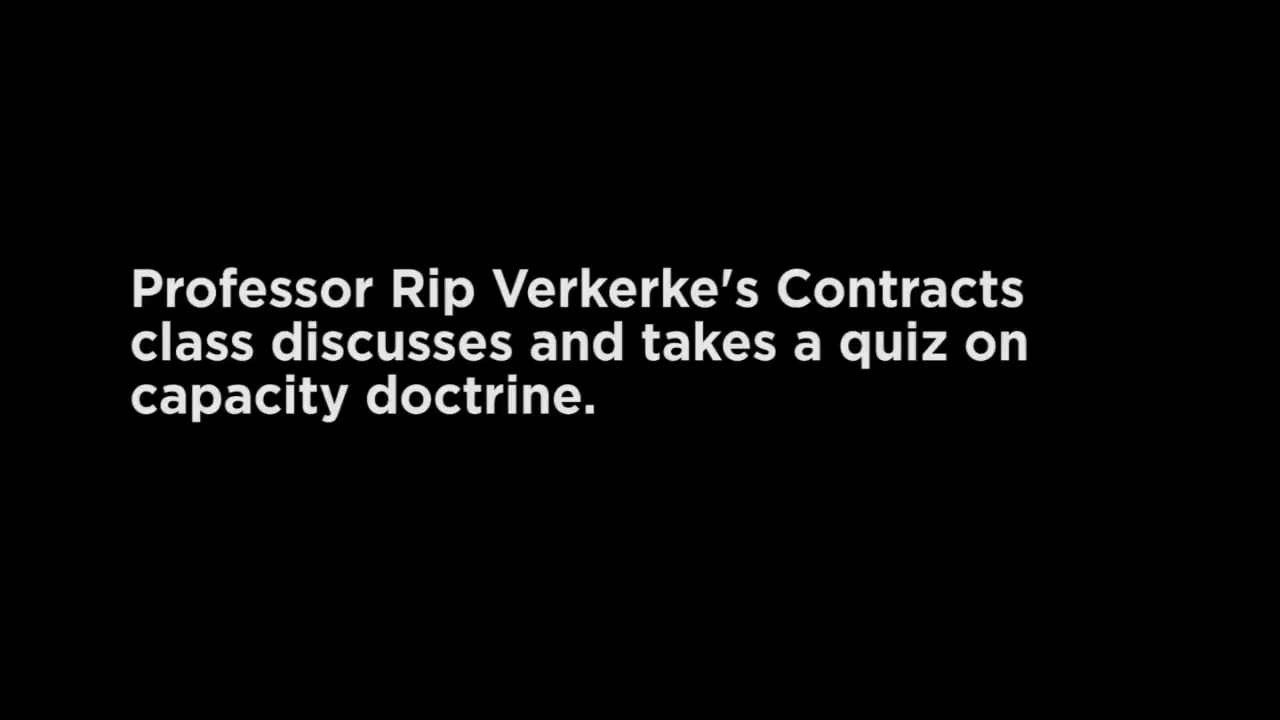 Professor Rip Verkerke's Contracts
class discusses and takes a quiz on
capacity doctrine.